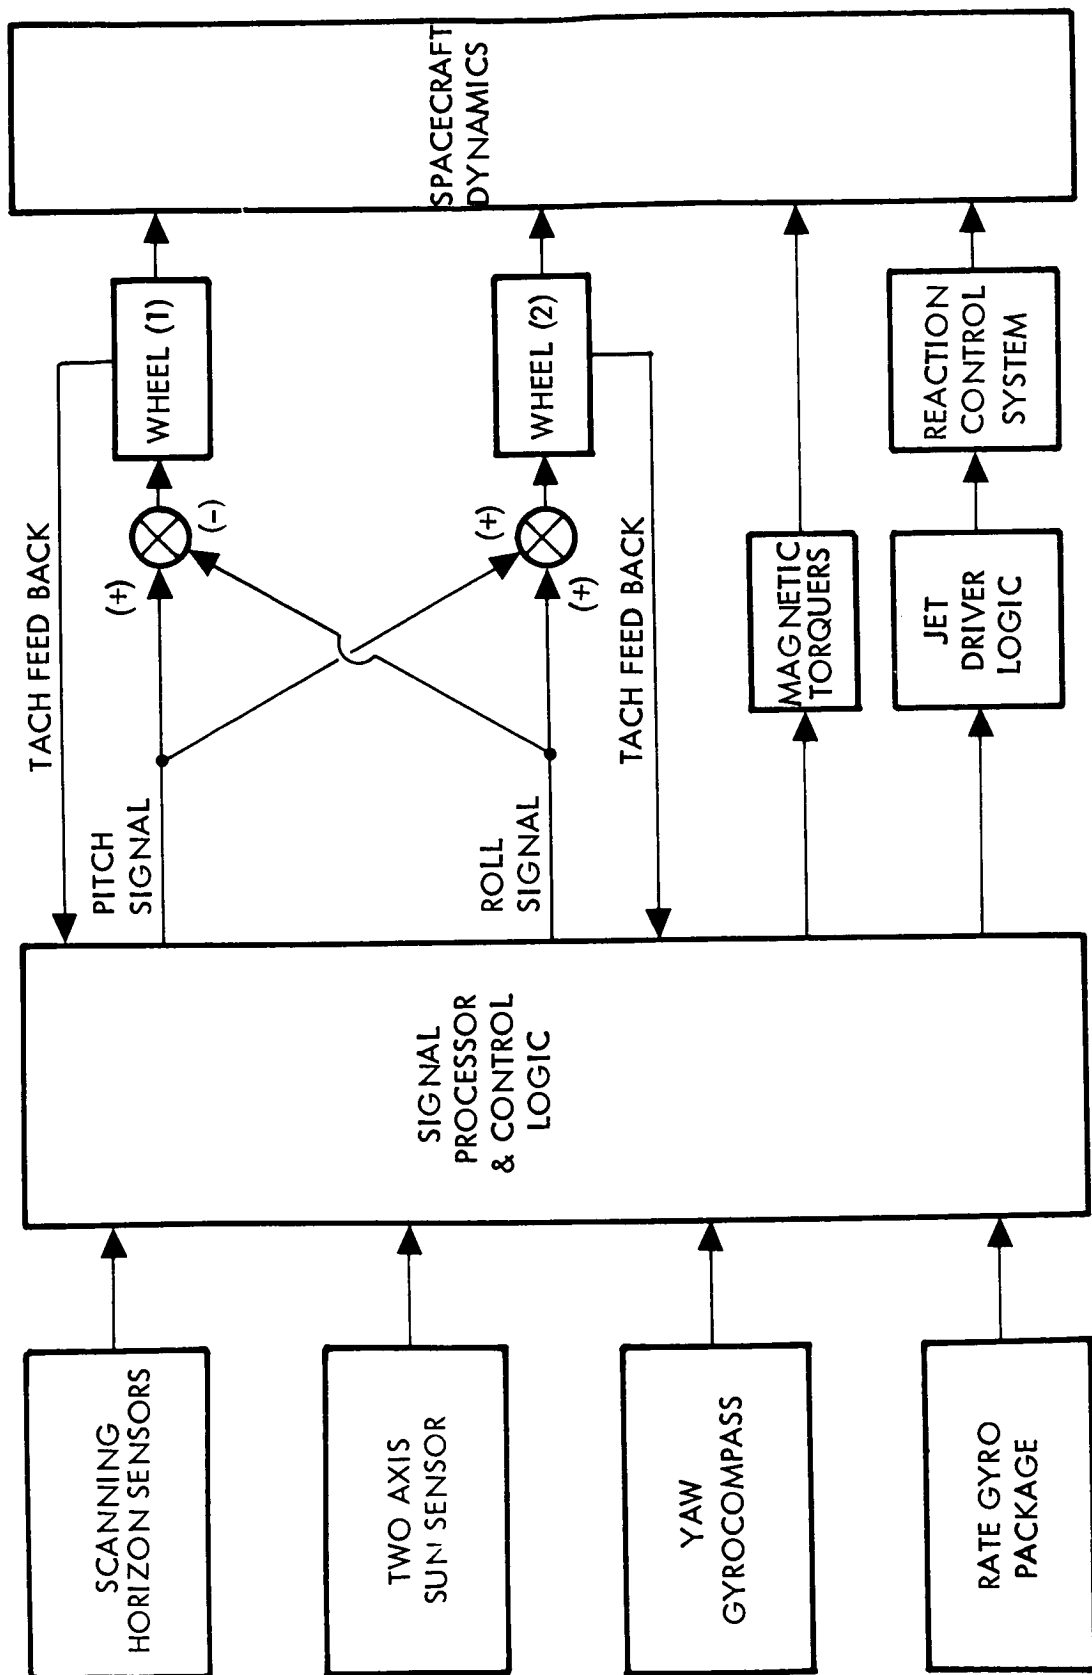 SCANNING
HORIZON SENSORS
TWO AXIS
SUN SENSOR
YAW
GYROCOMPASS
RATE GYRO
PACKAGE
SIGNAL
PROCESSOR
& CONTROL
LOGIC
TACH FEED BACK
PITCH
SIGNAL
(+)
(-)
WHEEL (1)
ROLL
SIGNAL
(+)
(+)
WHEEL (2)
TACH FEED BACK
MAGNETIC
TORQUERS
JET
DRIVER
LOGIC
REACTION
CONTROL
SYSTEM
SPACECRAFT
DYNAMICS